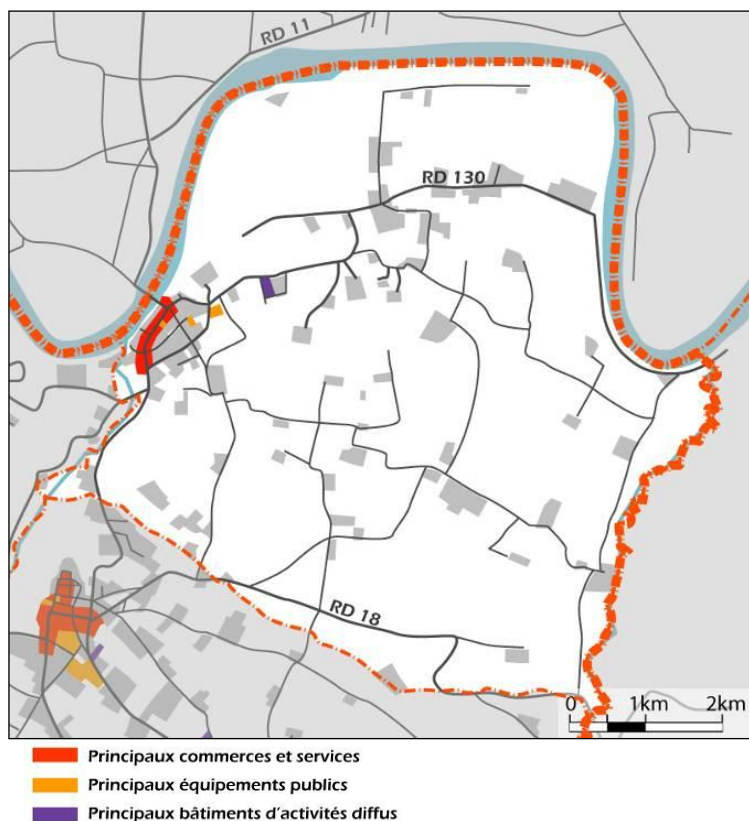 RD 11
RD 130
RD 18
0 1km 2km
Principaux commerces et services
Principaux équipements publics
Principaux bâtiments d'activités diffus